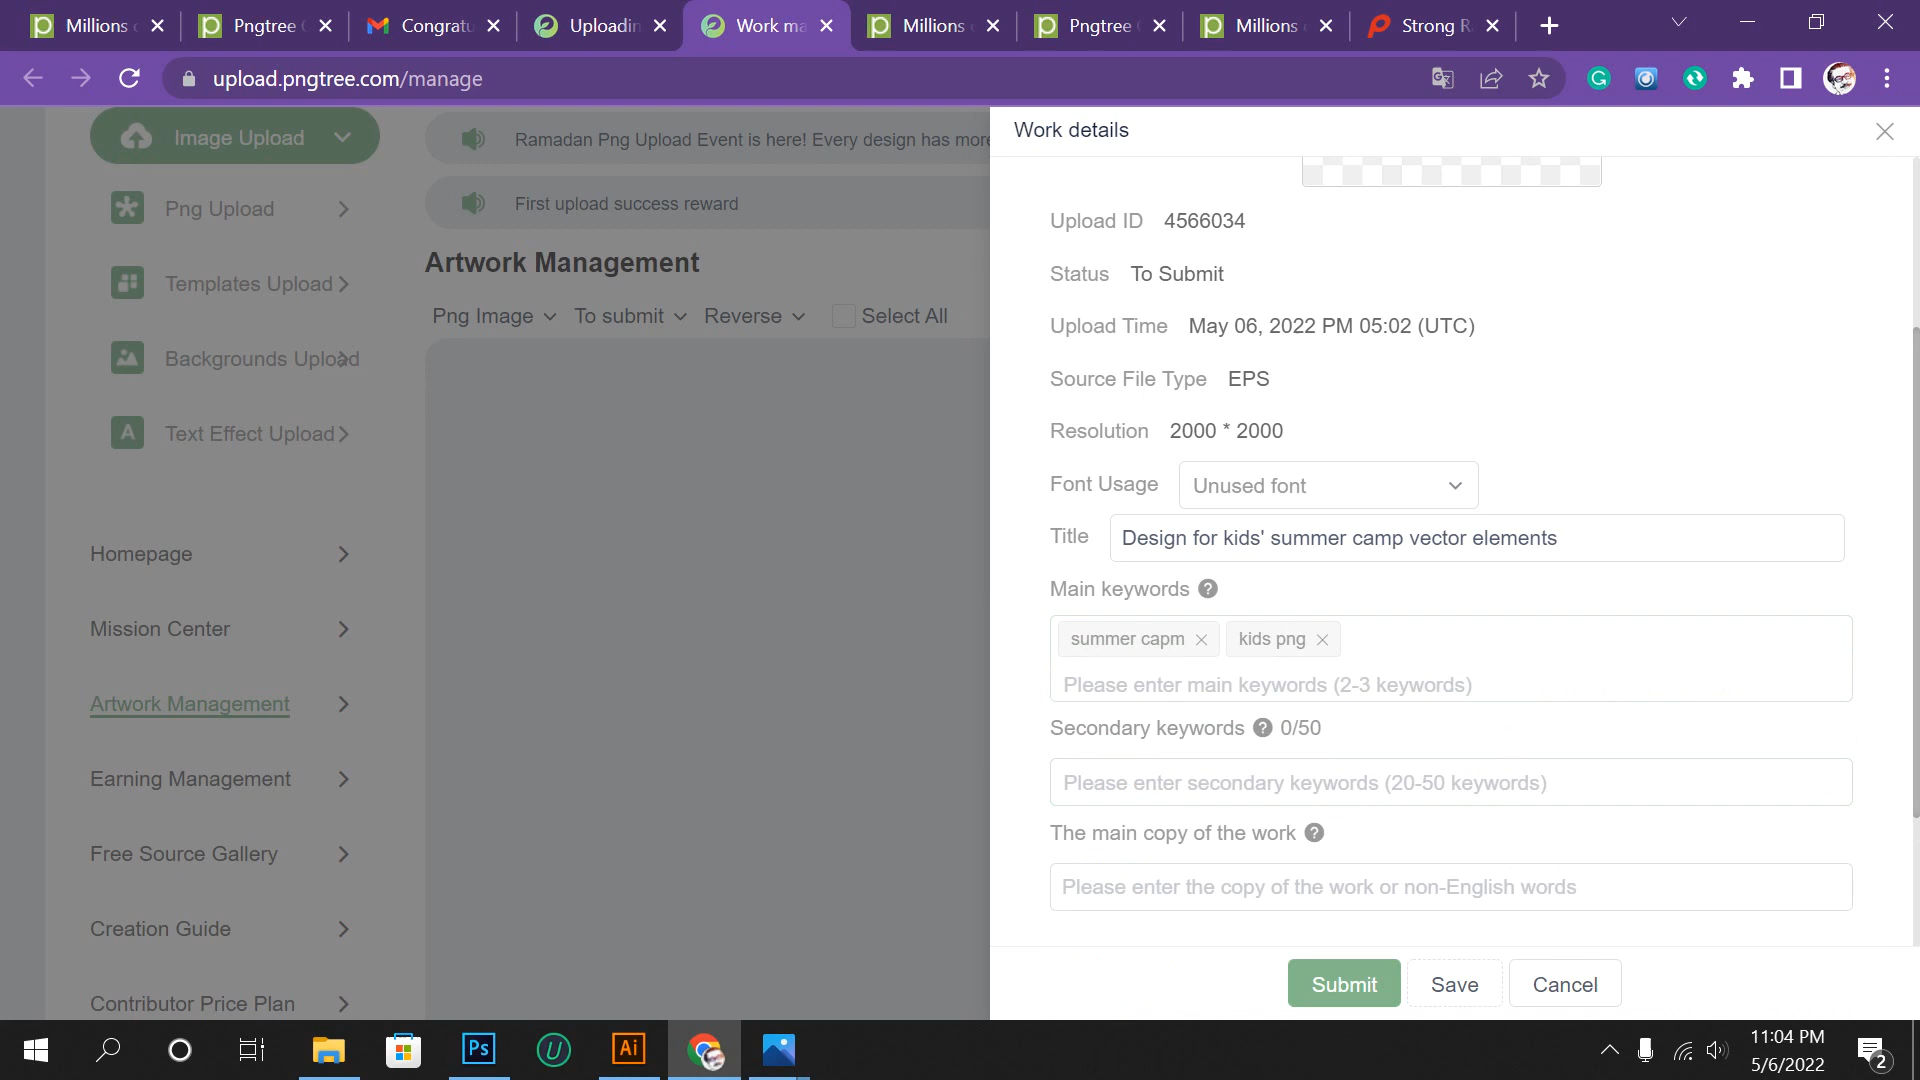 Millions
Pngtree
Congratu
Uploadin
Work ma
Millions
Pngtree
Millions
Strong R
upload.pngtree.com/manage
Image Upload
Png Upload
Templates Upload
Backgrounds Upload
Text Effect Upload
Homepage
Mission Center
Artwork Management
Earning Management
Free Source Gallery
Creation Guide
Contributor Price Plan
Ramadan Png Upload Event is here! Every design has more
First upload success reward
Artwork Management
Png Image To submit Reverse Select All
Work details
Upload ID 4566034
Status To Submit
Upload Time May 06, 2022 PM 05:02 (UTC)
Source File Type EPS
Resolution 2000 * 2000
Font Usage Unused font
Title Design for kids' summer camp vector elements
Main keywords ?
summer capm kids png
Please enter main keywords (2-3 keywords)
Secondary keywords ? 0/50
Please enter secondary keywords (20-50 keywords)
The main copy of the work ?
Please enter the copy of the work or non-English words
Submit Save Cancel
Ps
U
Ai
11:04 PM
5/6/2022
2